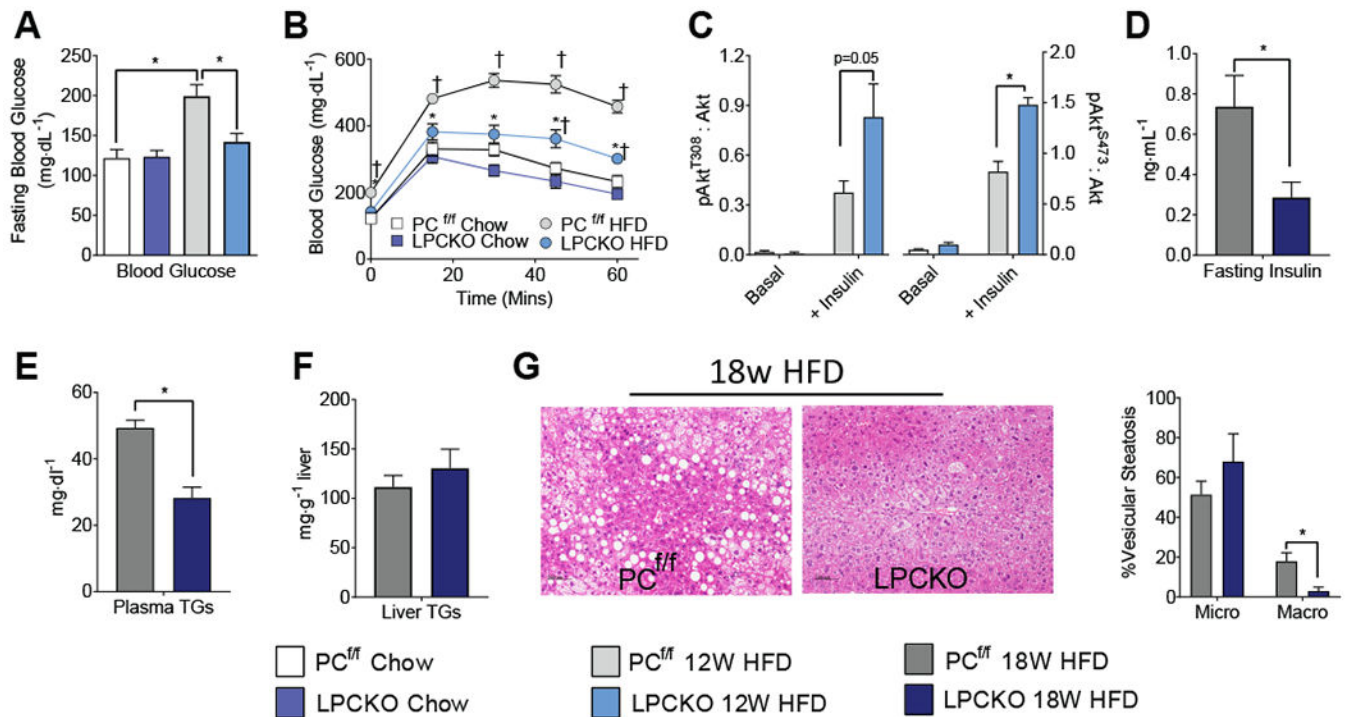 A
Fasting Blood Glucose
(mg·dL-1)
250
200
150
100
50
0
*
*
Blood Glucose
B
Blood Glucose (mg·dL-1)
600
400
200
0
†
†
†
†
†
*
*
*
*†
*†
PC f/f Chow
PC f/f HFD
LPCKO Chow
LPCKO HFD
0
20
40
60
Time (Mins)
C
pAktT308 : Akt
1.2
0.9
0.6
0.3
0.0
p=0.05
*
2.0
1.5
1.0
0.5
0.0
pAktS473 : Akt
Basal
+ Insulin
Basal
+ Insulin
D
ng·mL-1
1.0
0.8
0.6
0.4
0.2
0
*
Fasting Insulin
E
mg·dl-1
60
40
20
0
*
Plasma TGs
F
mg·g-1 liver
200
150
100
50
0
Liver TGs
G
18w HFD
PCf/f
LPCKO
%Vesicular Steatosis
100
80
60
40
20
0
*
Micro
Macro
PCf/f Chow
PCf/f 12W HFD
PCf/f 18W HFD
LPCKO Chow
LPCKO 12W HFD
LPCKO 18W HFD